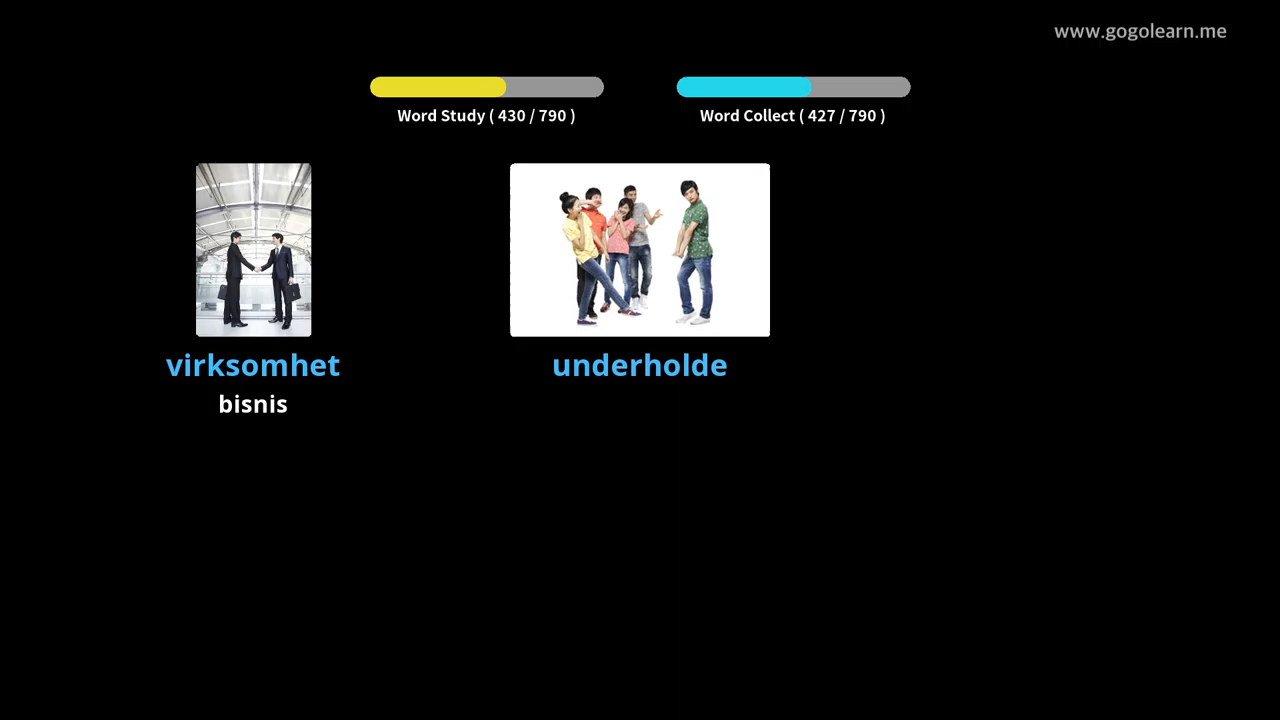 www.gogolearn.me
Word Study ( 430 / 790 )
Word Collect ( 427 / 790 )
virksomhet
bisnis
underholde